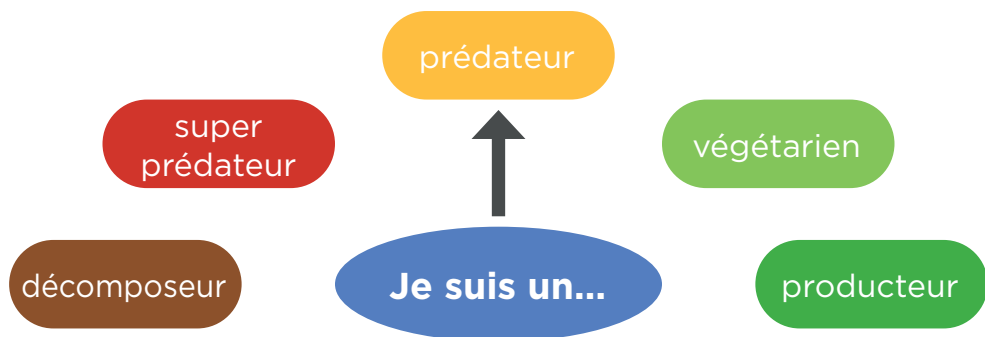 prédateur
super
prédateur
végétarien
décomposeur
Je suis un...
producteur